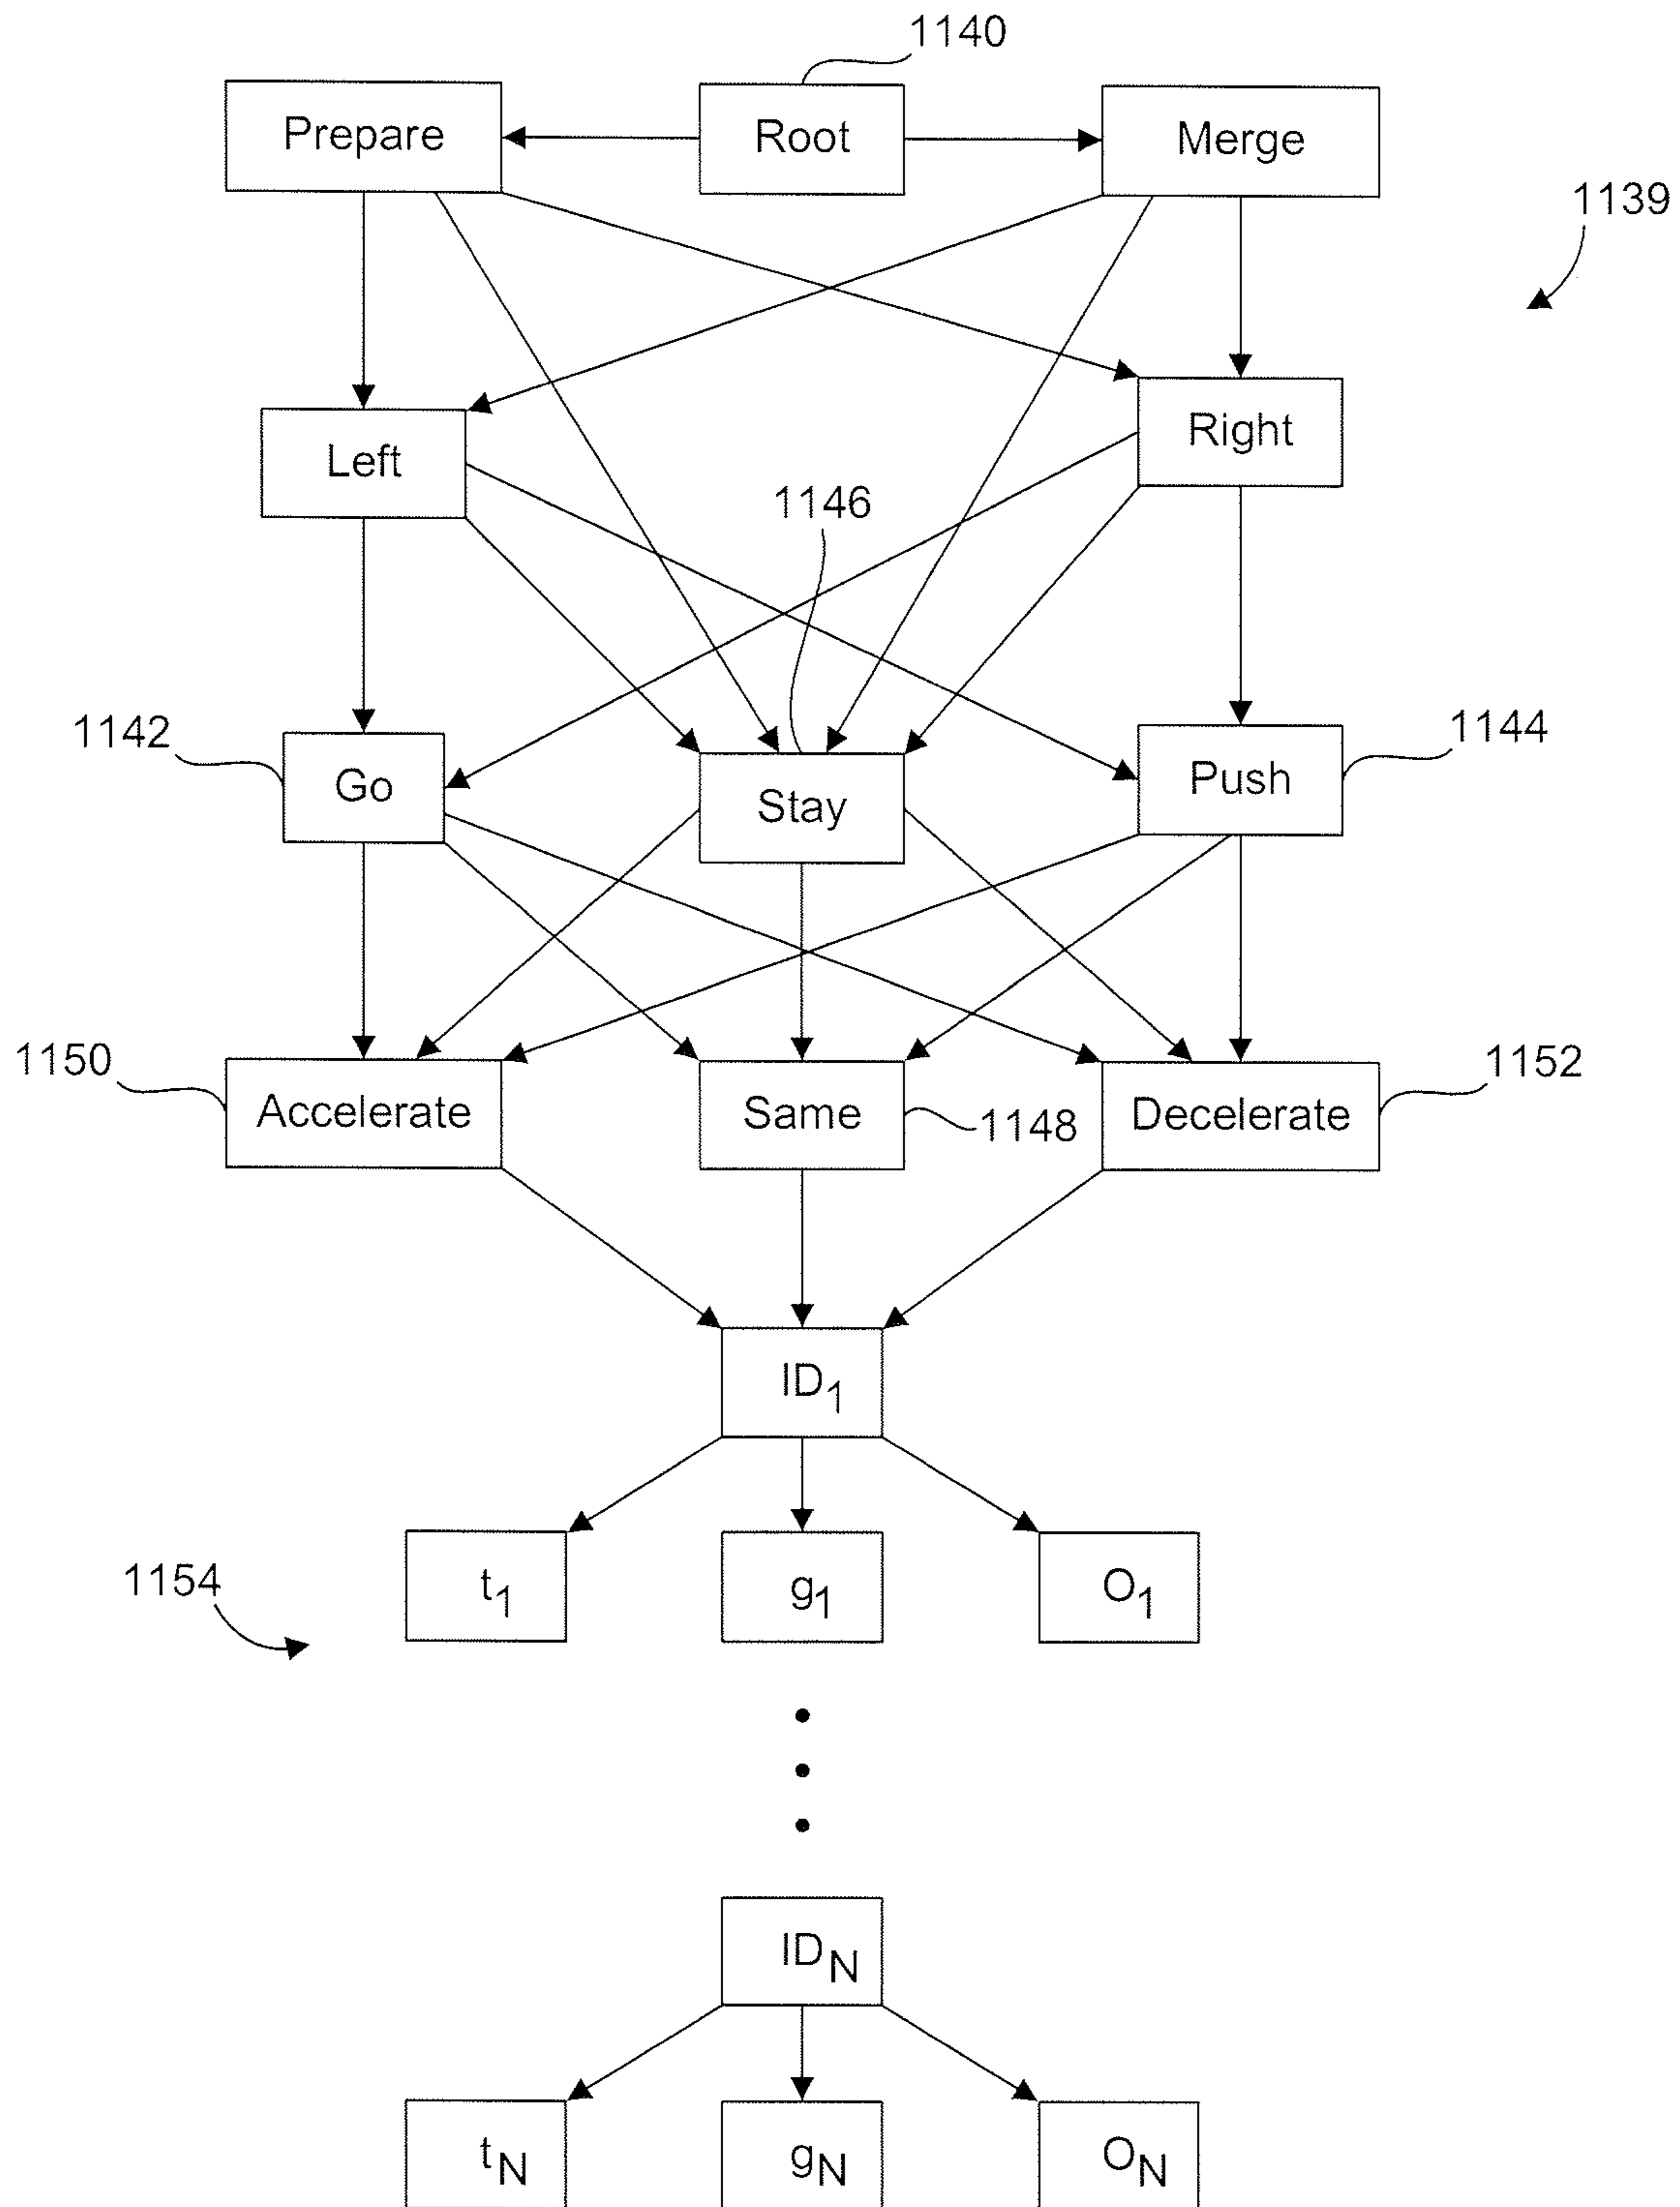 1140
Prepare
Root
Merge
1139
Left
Right
1146
1142
Go
Stay
Push
1144
1150
Accelerate
Same
1148
Decelerate
1152
ID1
1154
t1
g1
O1
IDN
tN
gN
ON